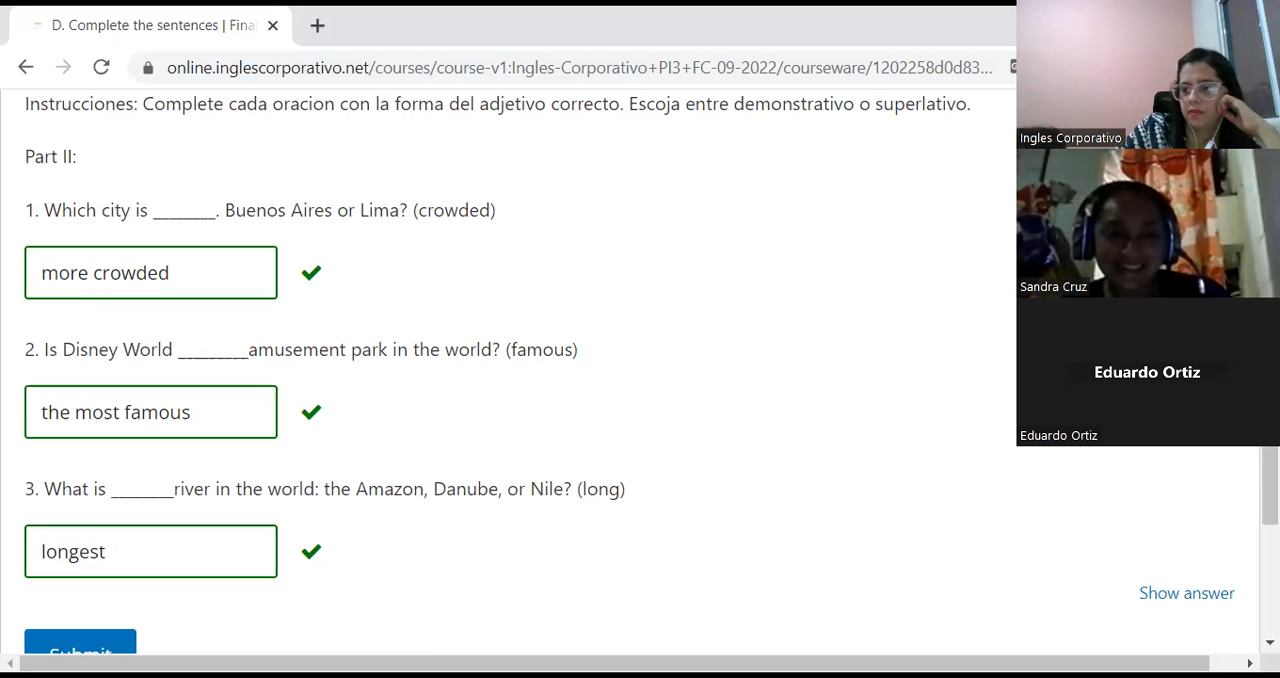 D. Complete the sentences | Fina
online.inglescorporativo.net/courses/course-v1:Ingles-Corporativo+PI3+FC-09-2022/courseware/1202258d0d83...
Instrucciones: Complete cada oracion con la forma del adjetivo correcto. Escoja entre demonstrativo o superlativo.
Part II:
1. Which city is ________. Buenos Aires or Lima? (crowded)
more crowded
2. Is Disney World _________amusement park in the world? (famous)
the most famous
3. What is ________river in the world: the Amazon, Danube, or Nile? (long)
longest
Show answer
Submit
Ingles Corporativo
Sandra Cruz
Eduardo Ortiz
Eduardo Ortiz